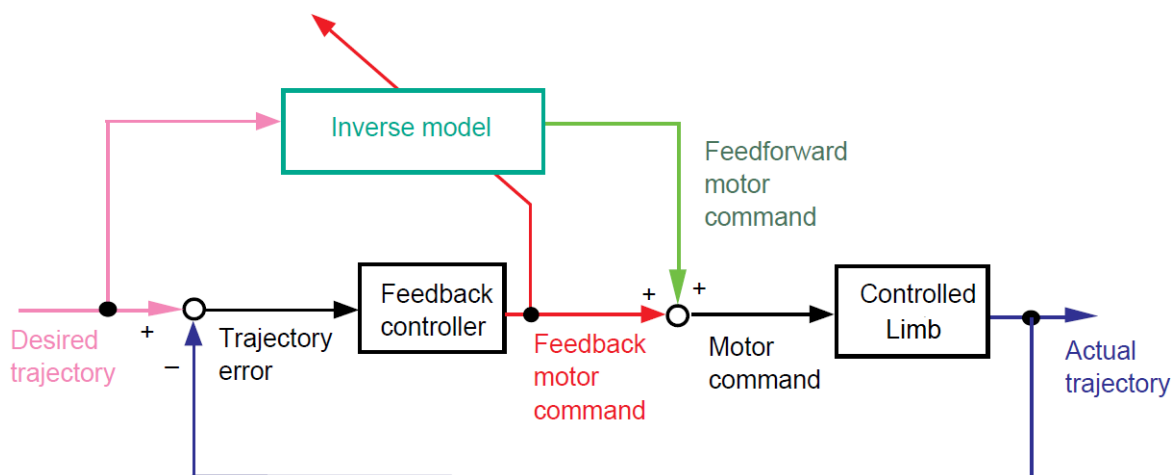 Inverse model
Feedforward
motor
command
Feedback
controller
Controlled
Limb
+
+
+
−
Desired
trajectory
Trajectory
error
Feedback
motor
command
Motor
command
Actual
trajectory